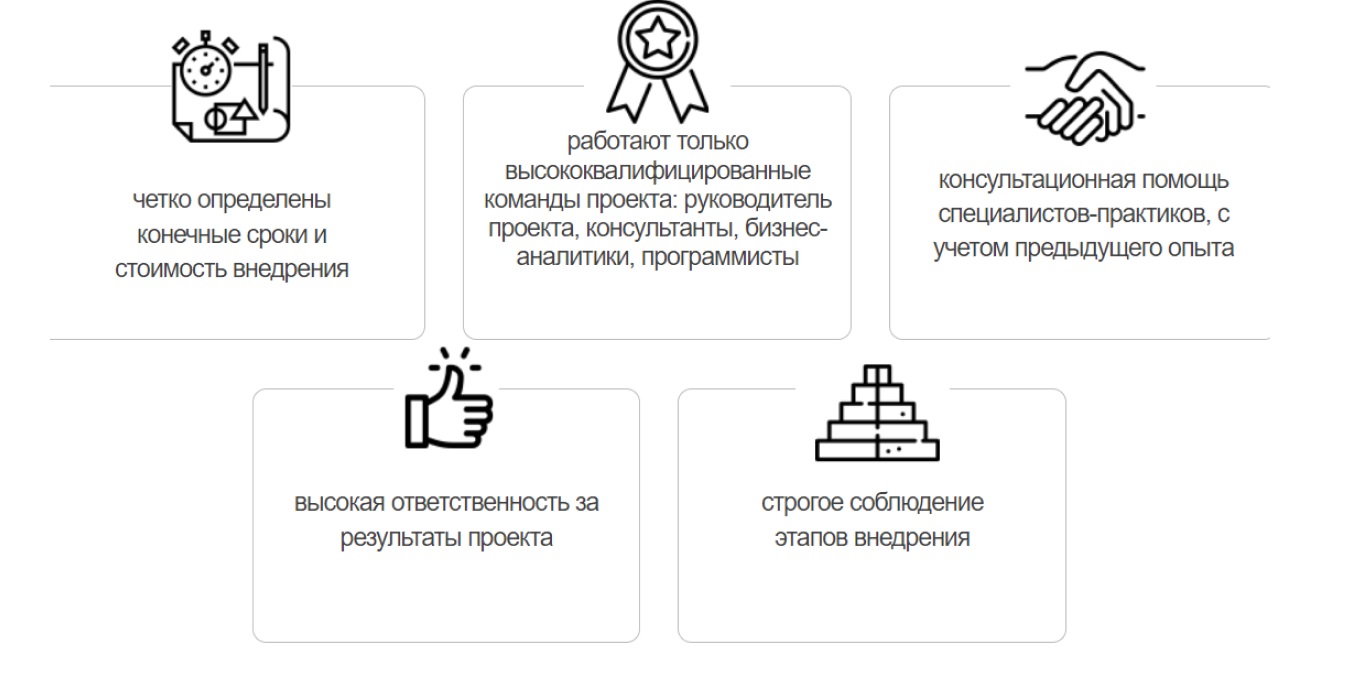 четко определены
конечные сроки и
стоимость внедрения
работают только
высококвалифицированные
команды проекта: руководитель
проекта, консультанты, бизнес-
аналитики, программисты
консультационная помощь
специалистов-практиков, с
учетом предыдущего опыта
высокая ответственность за
результаты проекта
строгое соблюдение
этапов внедрения